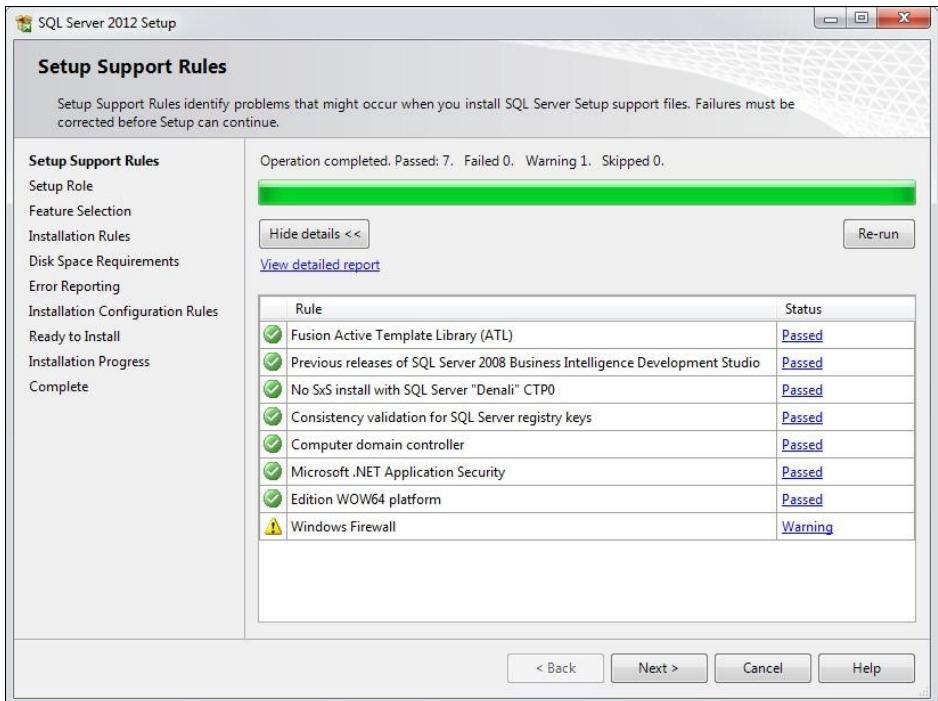 SQL Server 2012 Setup
Setup Support Rules
Setup Support Rules identify problems that might occur when you install SQL Server Setup support files. Failures must be
corrected before Setup can continue.
Setup Support Rules
Setup Role
Feature Selection
Installation Rules
Disk Space Requirements
Error Reporting
Installation Configuration Rules
Ready to Install
Installation Progress
Complete
Operation completed. Passed: 7. Failed 0. Warning 1. Skipped 0.
Hide details <<
Re-run
View detailed report
Rule Status
Fusion Active Template Library (ATL) Passed
Previous releases of SQL Server 2008 Business Intelligence Development Studio Passed
No SxS install with SQL Server "Denali" CTP0 Passed
Consistency validation for SQL Server registry keys Passed
Computer domain controller Passed
Microsoft .NET Application Security Passed
Edition WOW64 platform Passed
Windows Firewall Warning
< Back Next > Cancel Help